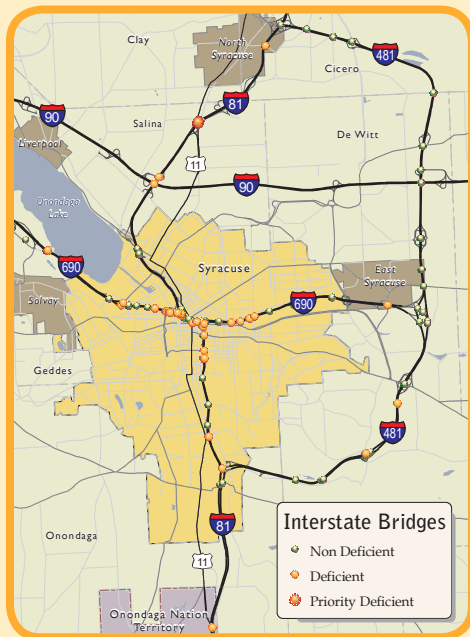 Clay
North
Syracuse
481
Cicero
81
90
Salina
De Witt
Liverpool
11
90
Onondaga
Lake
Syracuse
690
East
Syracuse
690
Solvay
Geddes
481
Interstate Bridges
81
Non Deficient
Onondaga
Deficient
11
Priority Deficient
Onondaga Nation
Territory